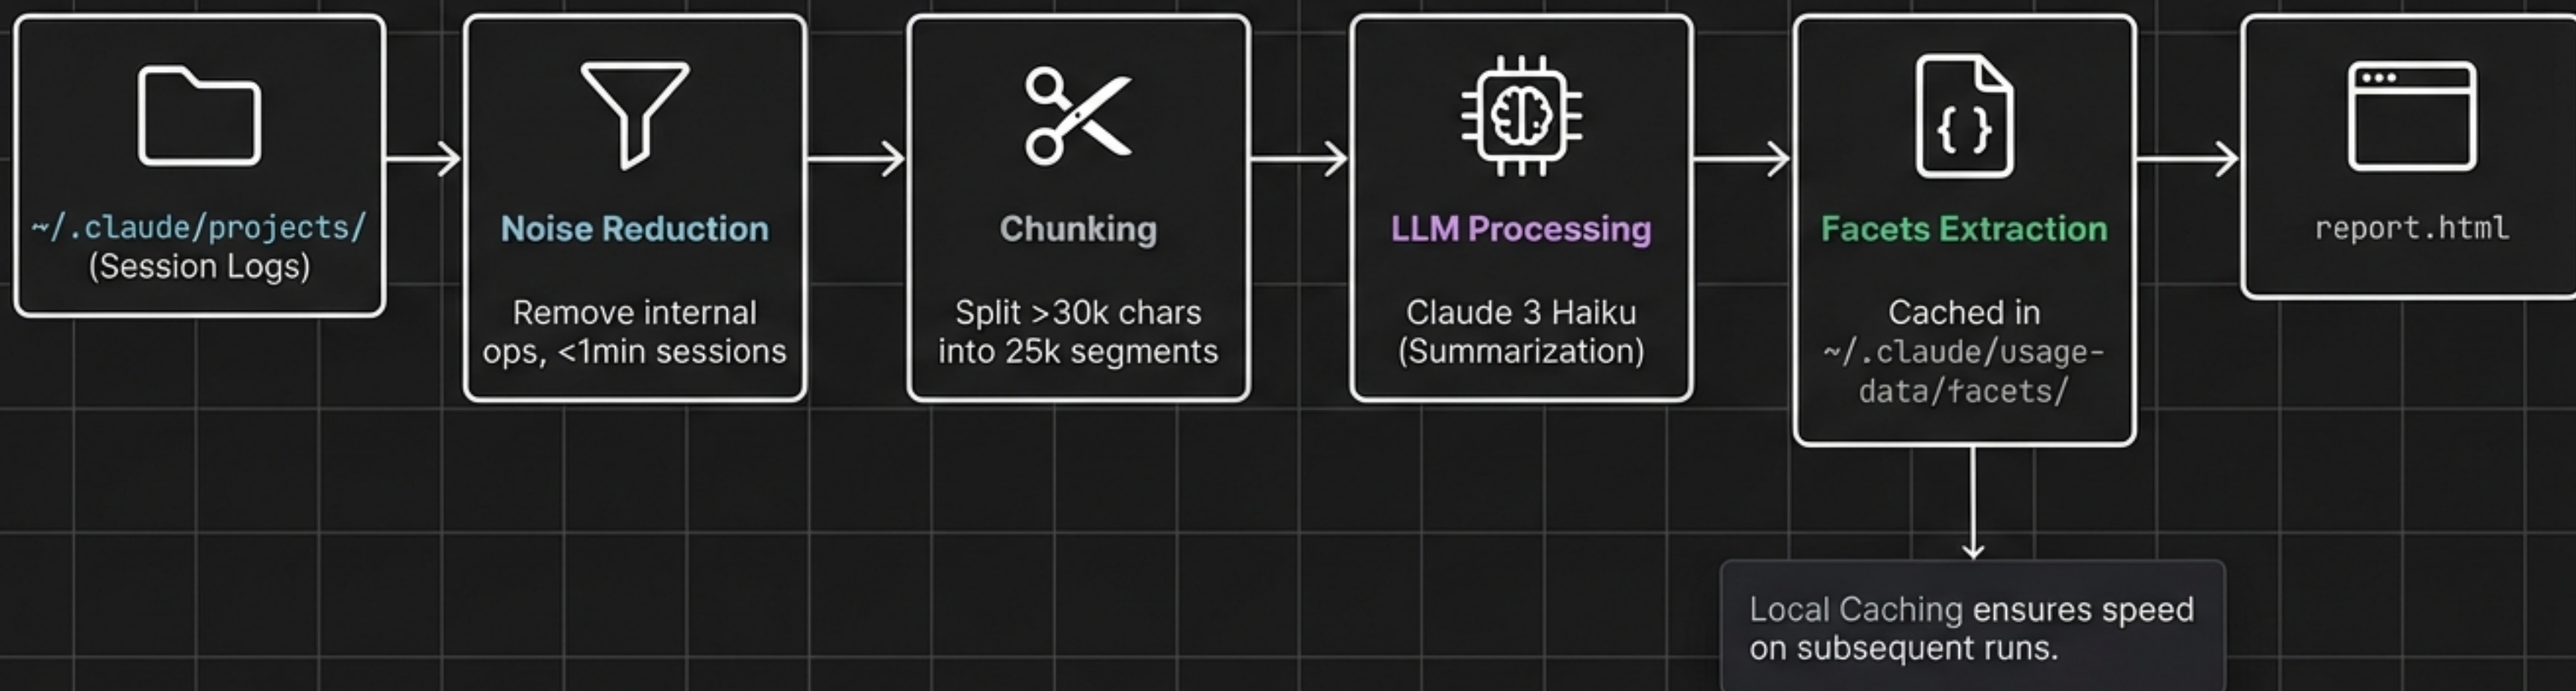 ~/.claude/projects/
(Session Logs)
Noise Reduction
Remove internal
ops, <1min sessions
Chunking
Split >30k chars
into 25k segments
LLM Processing
Claude 3 Haiku
(Summarization)
Facets Extraction
Cached in
~/.claude/usage-
data/facets/
report.html
Local Caching ensures speed
on subsequent runs.